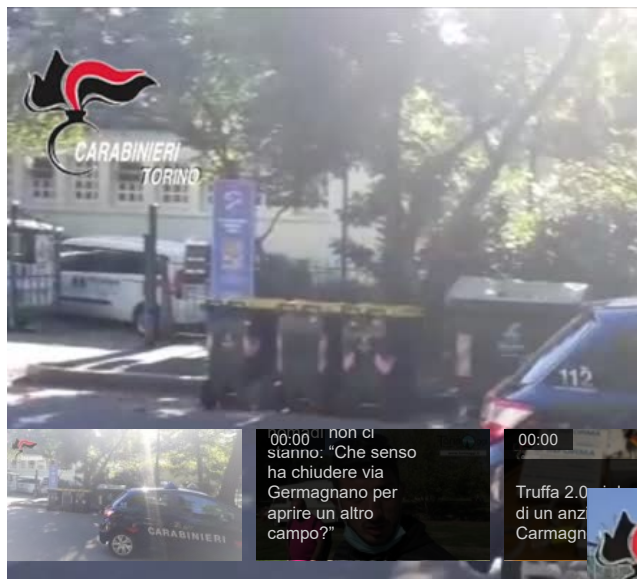 CARABINIERI
TORINO
112
CARABINIERI
00:00
non ci
stanno: “Che senso
ha chiudere via
Germagnano per
aprire un altro
campo?”
00:00
Truffa 2.0
di un anzi
Carmagn